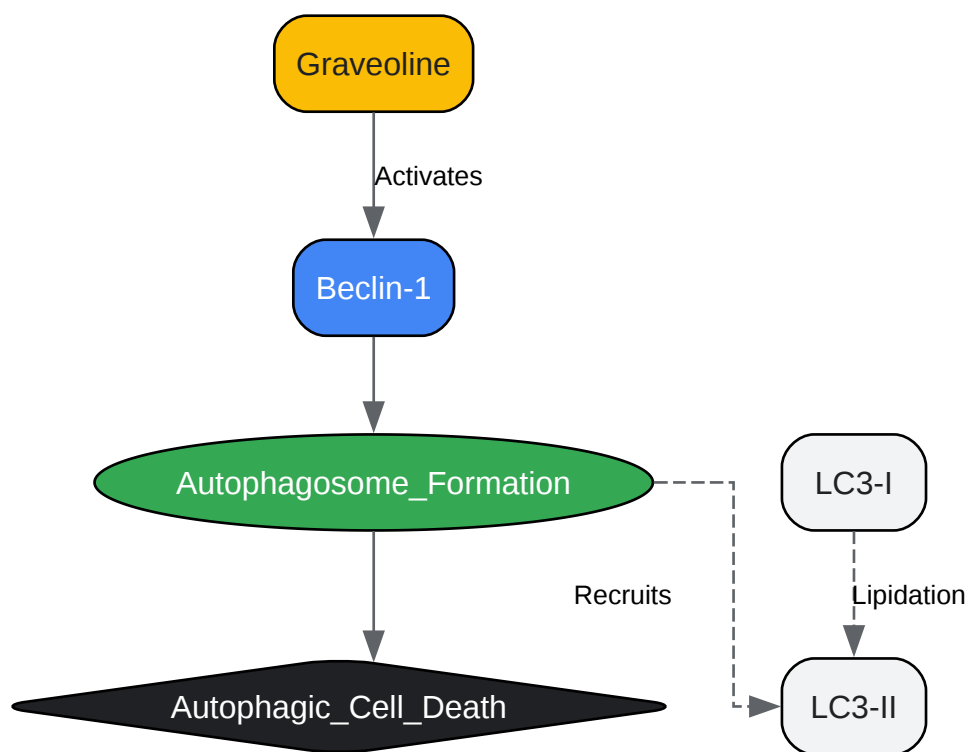 Graveoline
Activates
Beclin-1
Autophagosome_Formation
LC3-I
Recruits
Lipidation
Autophagic_Cell_Death
LC3-II